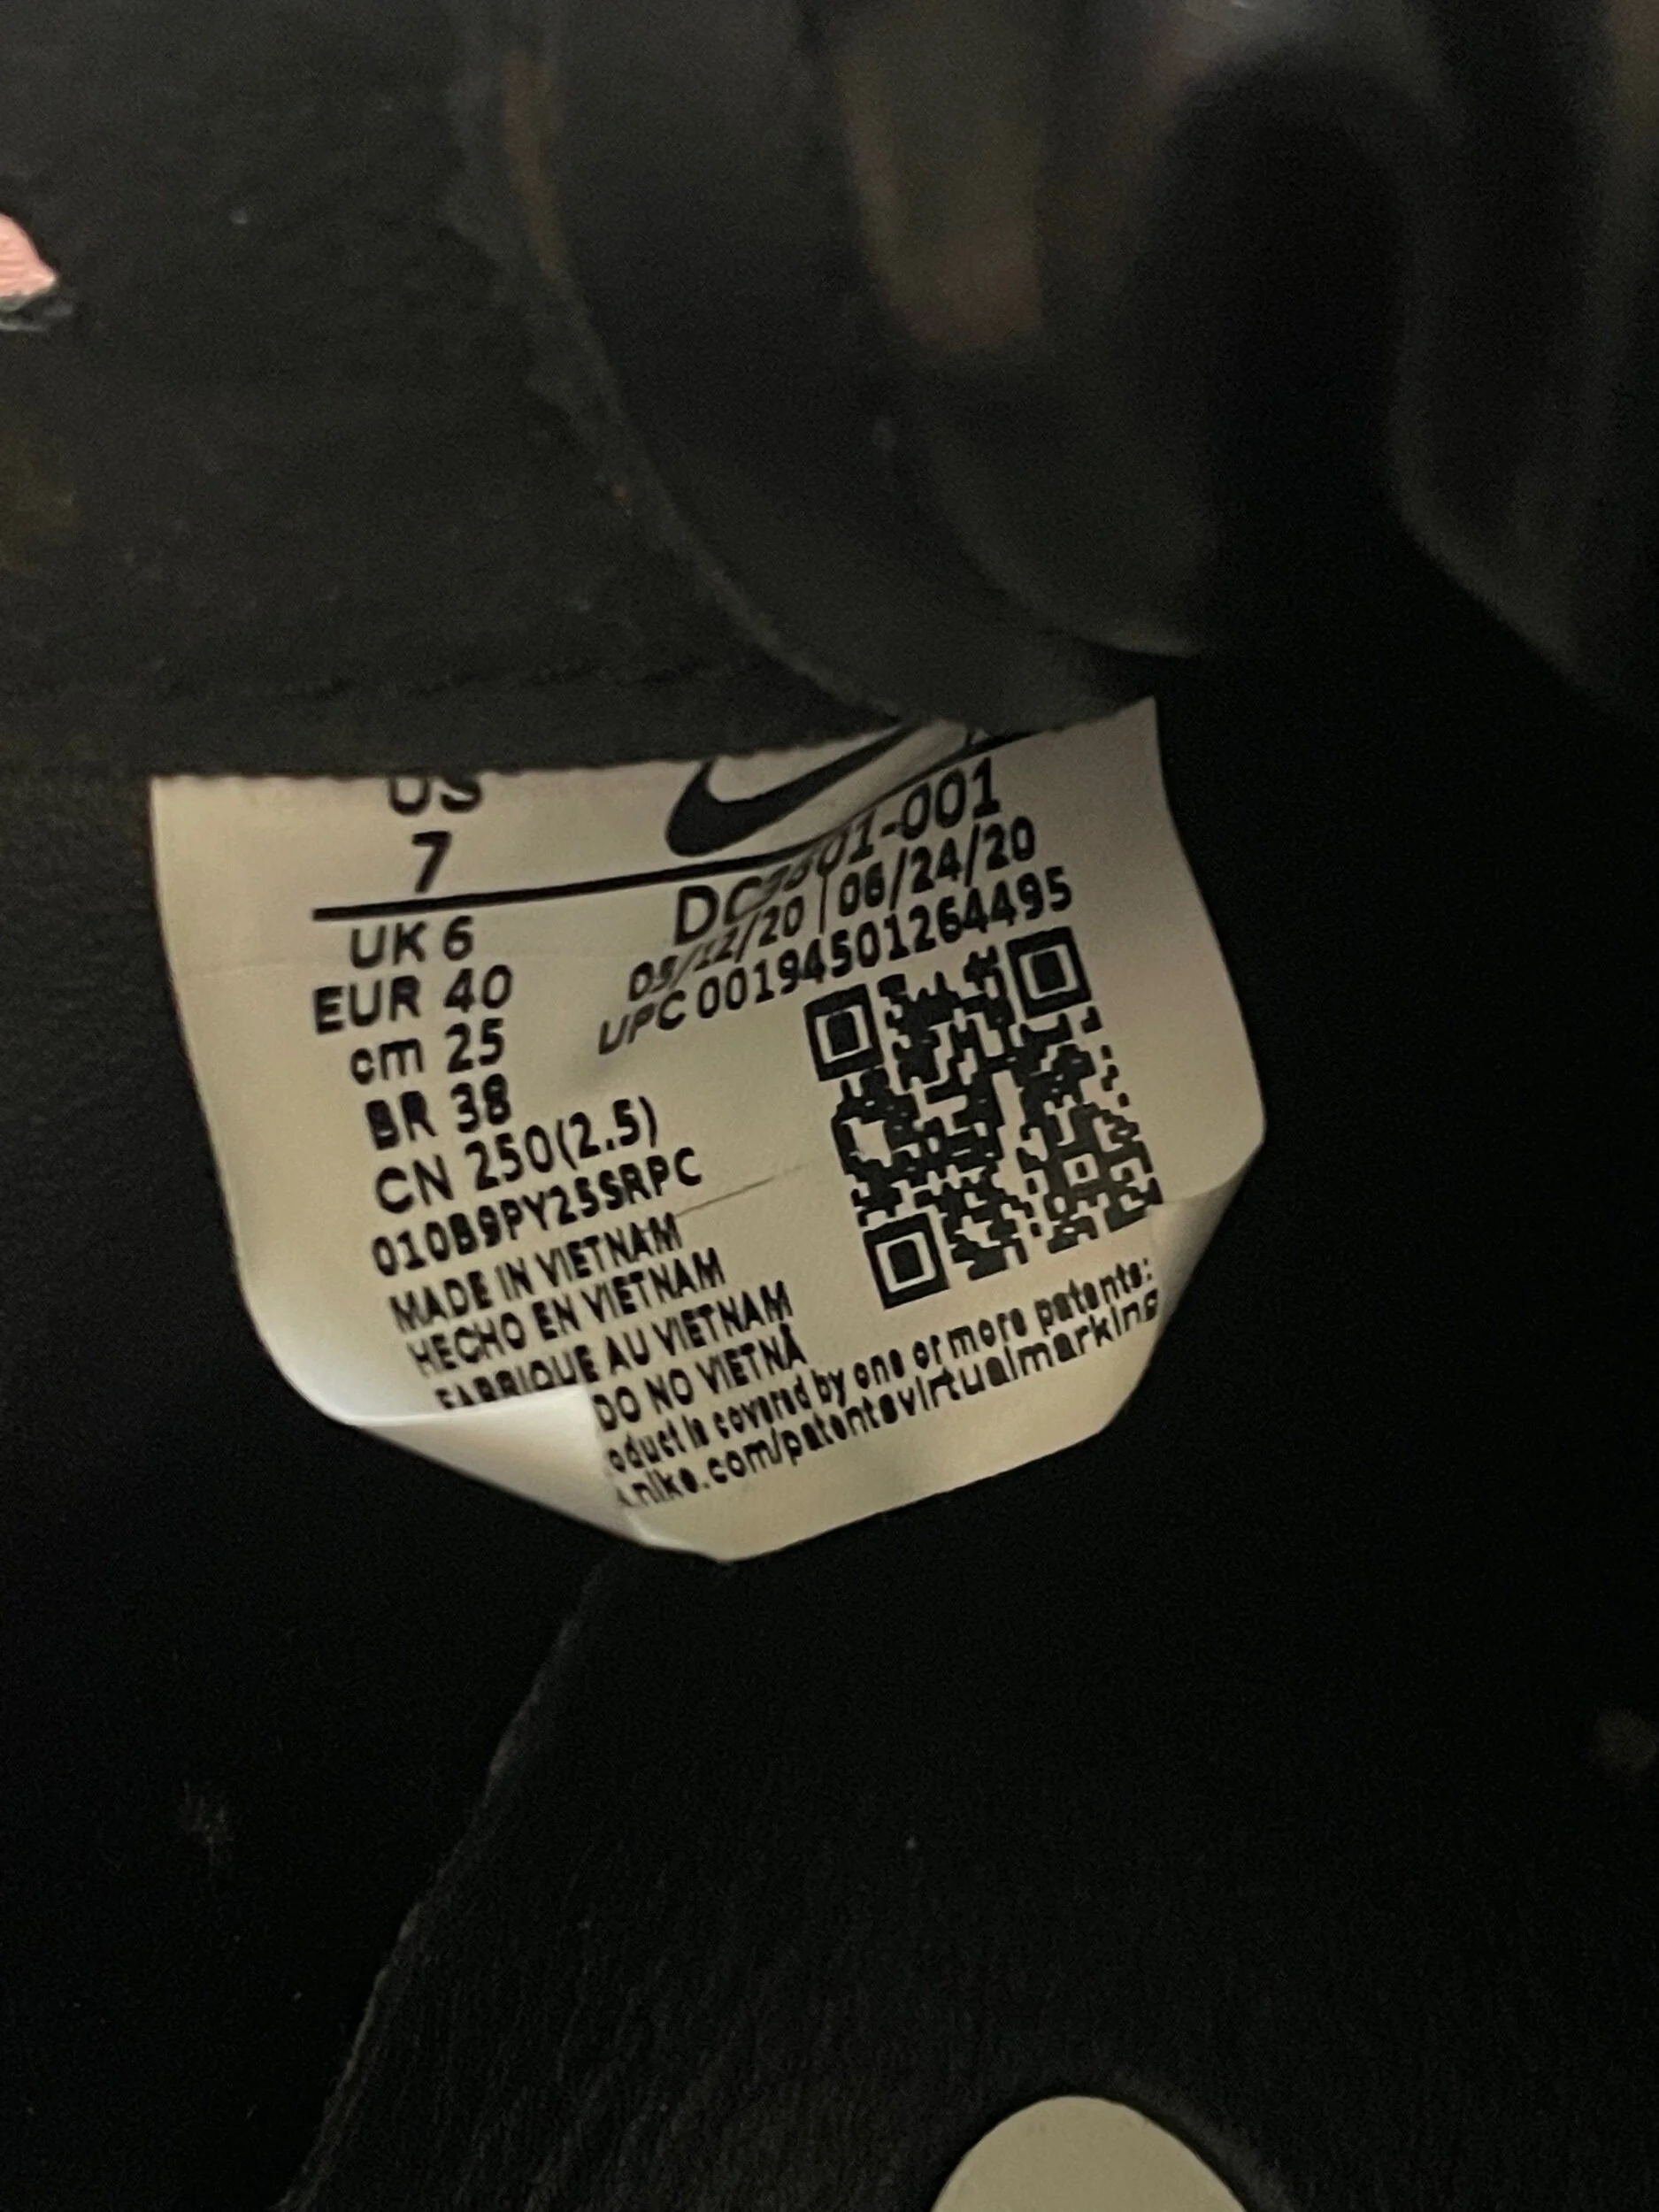 US
7
UK 6
EUR 40
cm 25
BR 38
CN 250(2.5)
010B9PY25SRPC
MADE IN VIETNAM
HECHO EN VIETNAM
FABRIQUE AU VIETNAM
DO NO VIETNÃ
oduct is covered by one or more patents:
.nike.com/patentsvirtualmarking
06/24/20
UPC 00194501264495